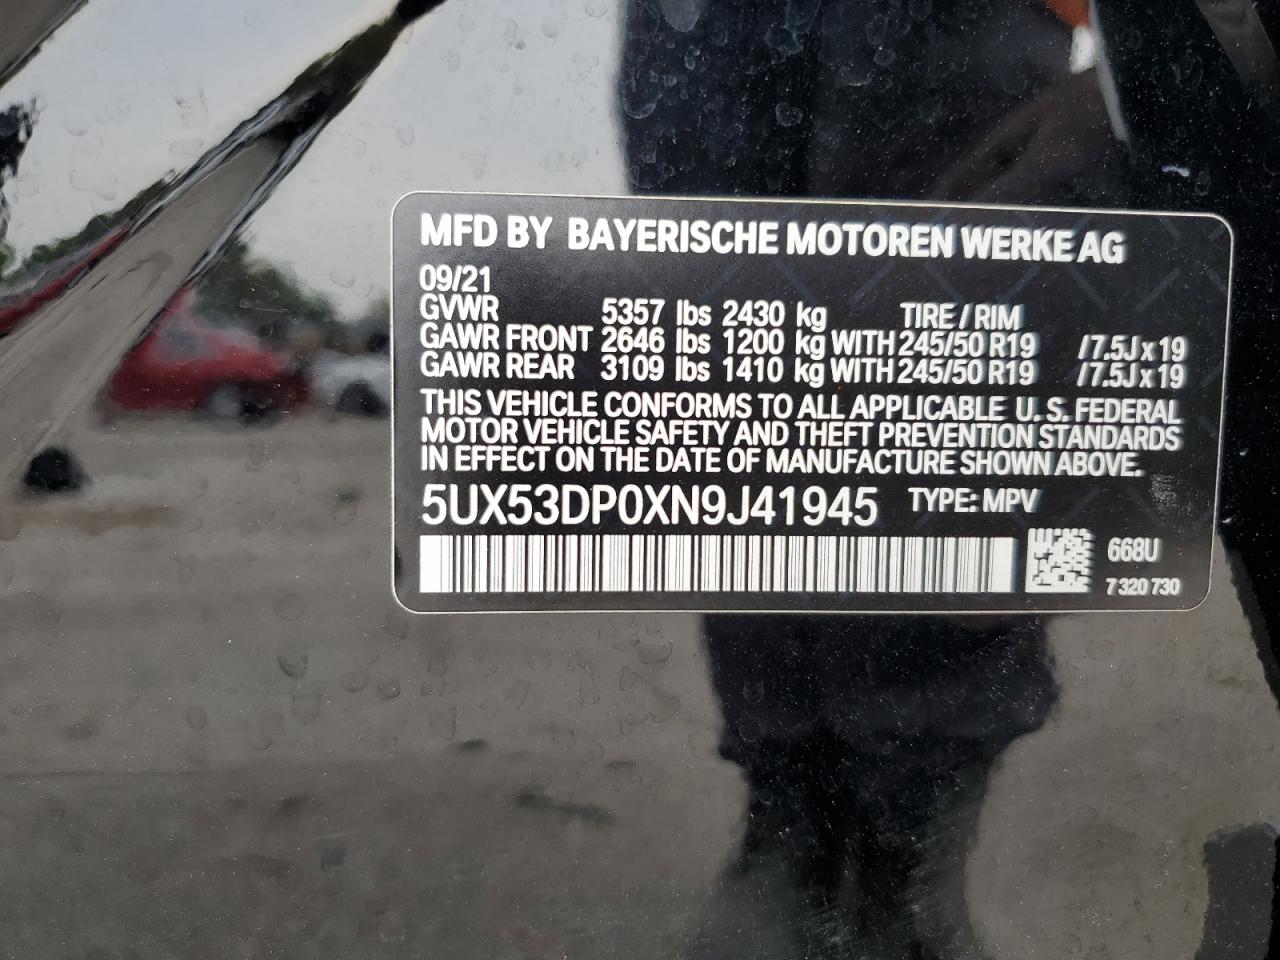 MFD BY BAYERISCHE MOTOREN WERKE AG
09/21
GVWR 5357 lbs 2430 kg TIRE / RIM
GAWR FRONT 2646 lbs 1200 kg WITH 245/50 R19 /7.5J x 19
GAWR REAR 3109 lbs 1410 kg WITH 245/50 R19 /7.5J x 19
THIS VEHICLE CONFORMS TO ALL APPLICABLE U. S. FEDERAL
MOTOR VEHICLE SAFETY AND THEFT PREVENTION STANDARDS
IN EFFECT ON THE DATE OF MANUFACTURE SHOWN ABOVE.
5UX53DP0XN9J41945 TYPE: MPV
668U
7 320 730